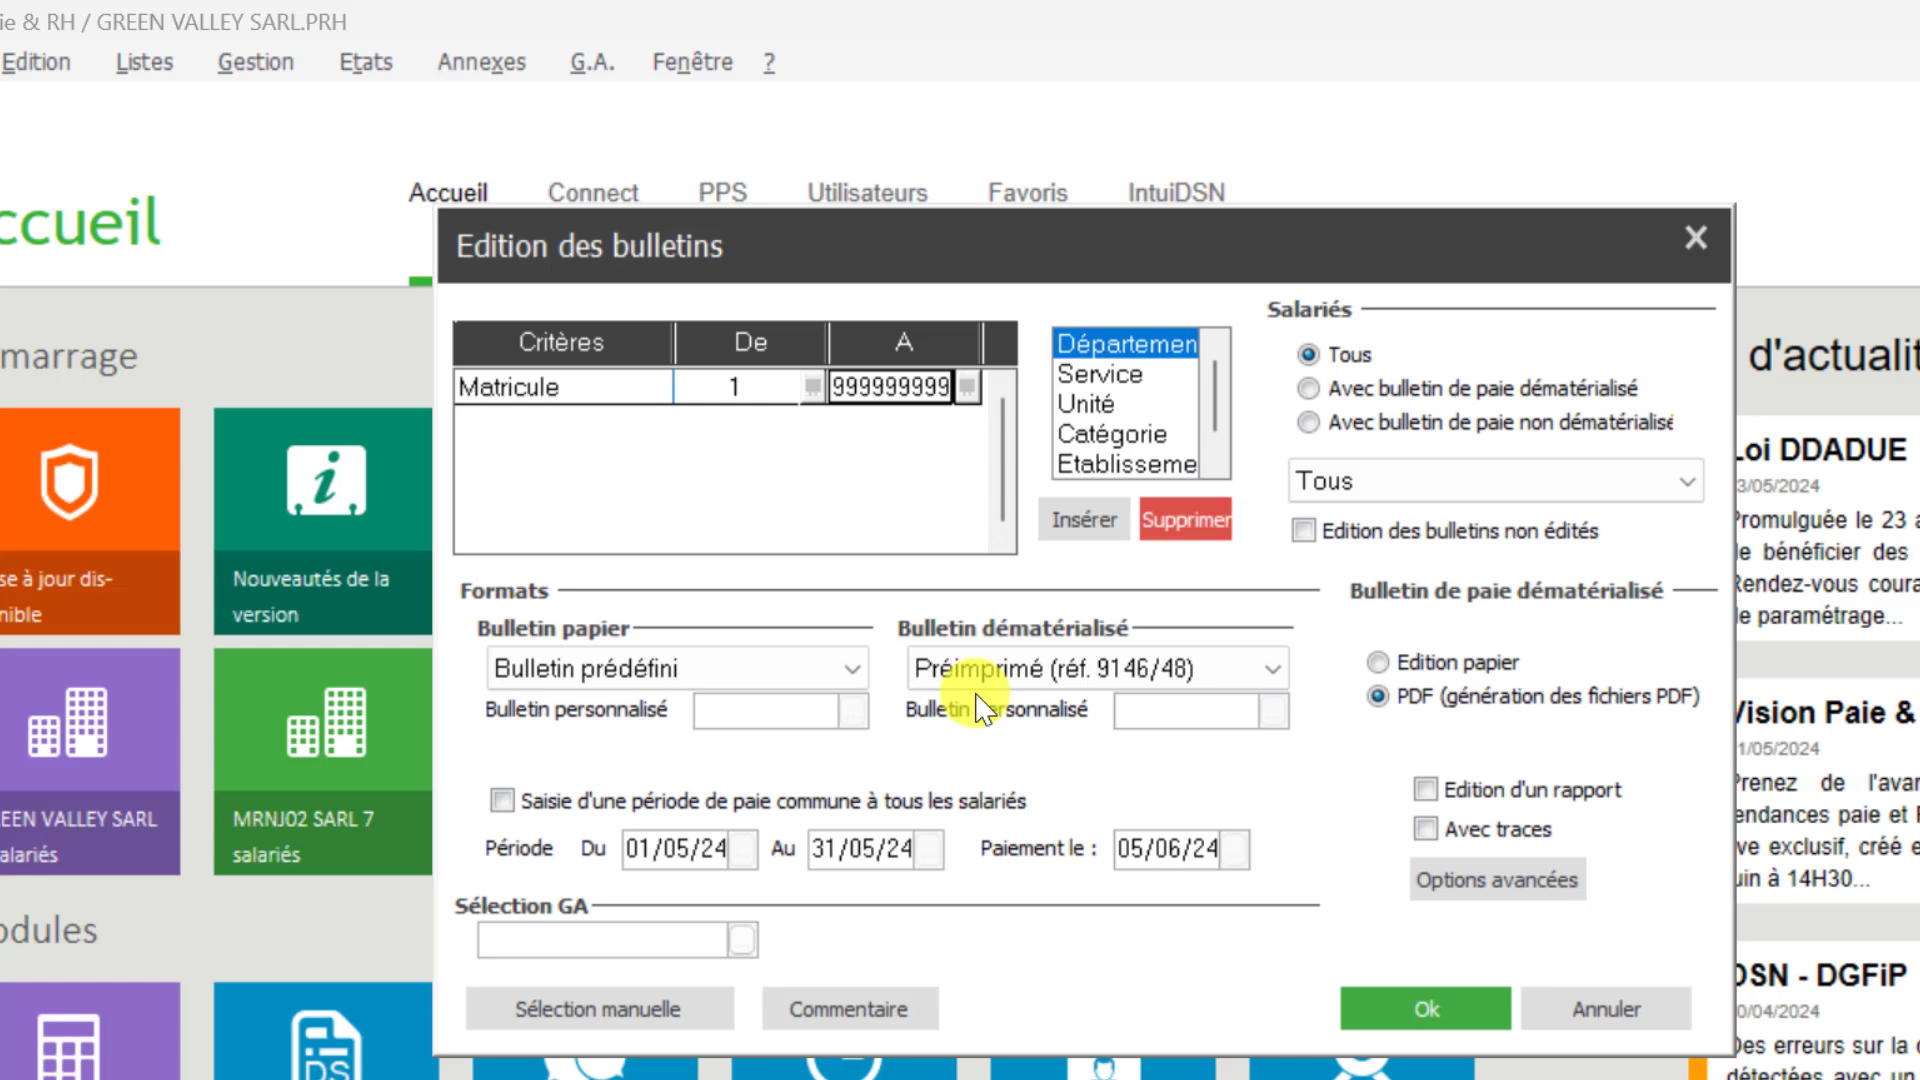 ie & RH / GREEN VALLEY SARL.PRH
Edition Listes Gestion Etats Annexes G.A. Fenêtre ?
Accueil Connect PPS Utilisateurs Favoris IntuiDSN
ccueil
Edition des bulletins
Salariés
Critères De A
Matricule 1 999999999
Départemen
Service
Unité
Catégorie
Etablisseme
Insérer Supprimer
Tous
Avec bulletin de paie dématérialisé
Avec bulletin de paie non dématérialisé
Tous
Edition des bulletins non édités
Formats
Bulletin papier
Bulletin prédéfini
Bulletin personnalisé
Bulletin dématérialisé
Préimprimé (réf. 9146/48)
Bulletin personnalisé
Bulletin de paie dématérialisé
Edition papier
PDF (génération des fichiers PDF)
Saisie d'une période de paie commune à tous les salariés
Période Du 01/05/24 Au 31/05/24 Paiement le : 05/06/24
Edition d'un rapport
Avec traces
Options avancées
Sélection GA
Sélection manuelle Commentaire Ok Annuler
marrage
se à jour dis-
nible
Nouveautés de la
version
EEN VALLEY SARL
alariés
MRNJ02 SARL 7
salariés
odules
DS
d'actualit
Loi DDADUE
3/05/2024
Promulguée le 23 a
de bénéficier des
Rendez-vous coura
de paramétrage...
Vision Paie &
1/05/2024
Prenez de l'avan
endances paie et
ive exclusif, créé e
uin à 14H30...
DSN - DGFiP
0/04/2024
Des erreurs sur la
détectées avec un